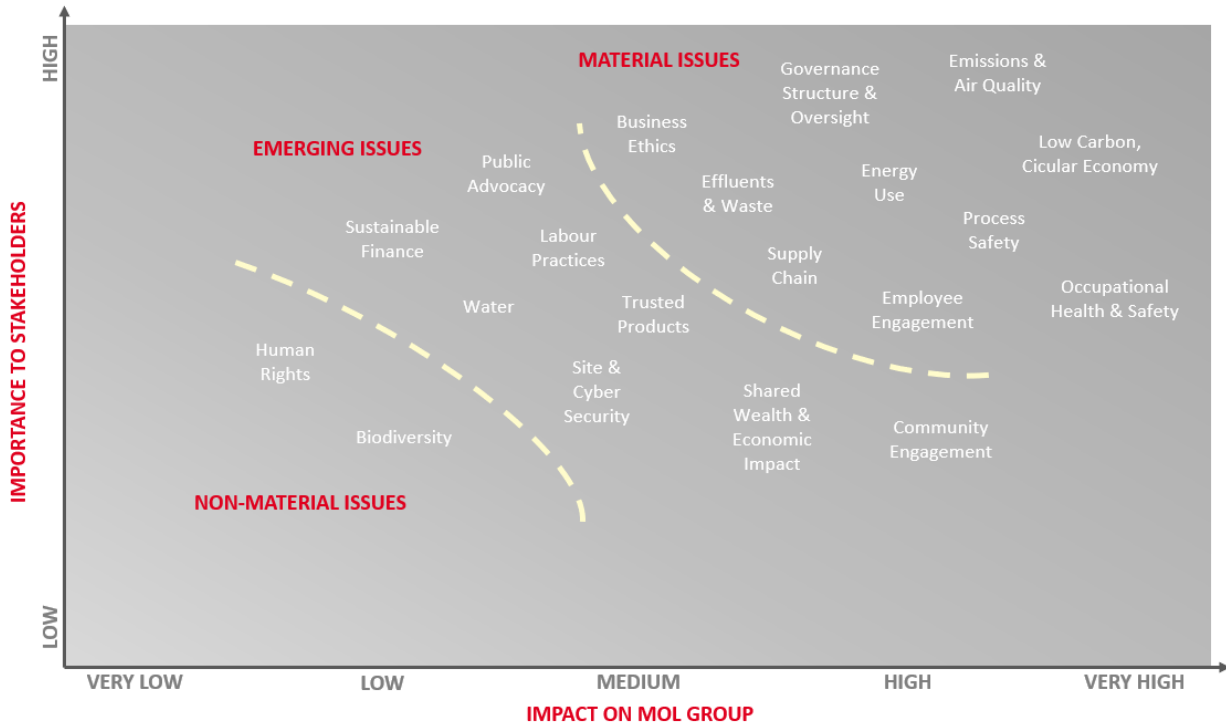 HIGH
MATERIAL ISSUES
Governance
Structure &
Oversight
Emissions &
Air Quality
Business
Ethics
EMERGING ISSUES
Low Carbon,
Cicular Economy
Public
Advocacy
Effluents
& Waste
Energy
Use
Process
Safety
Sustainable
Finance
Labour
Practices
Supply
Chain
Water
Trusted
Products
Employee
Engagement
Occupational
Health & Safety
Human
Rights
Site &
Cyber
Security
Shared
Wealth &
Economic
Impact
Community
Engagement
Biodiversity
NON-MATERIAL ISSUES
IMPORTANCE TO STAKEHOLDERS
LOW
VERY LOW
LOW
MEDIUM
HIGH
VERY HIGH
IMPACT ON MOL GROUP